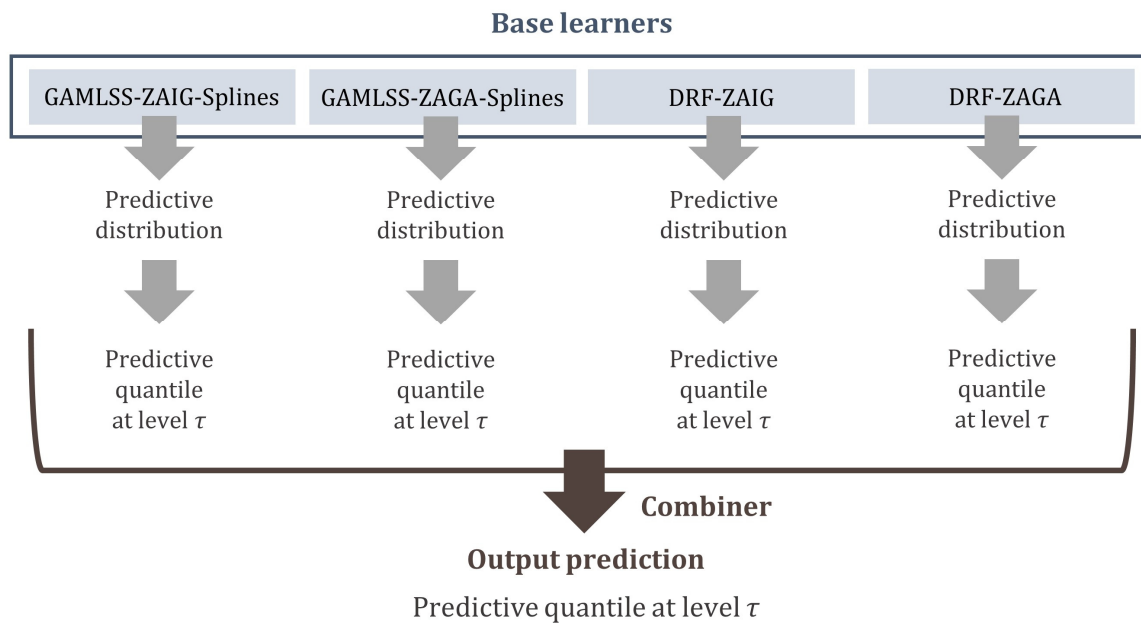 Base learners
GAMLSS-ZAIG-Splines
GAMLSS-ZAGA-Splines
DRF-ZAIG
DRF-ZAGA
Predictive
distribution
Predictive
distribution
Predictive
distribution
Predictive
distribution
Predictive
quantile
at level τ
Predictive
quantile
at level τ
Predictive
quantile
at level τ
Predictive
quantile
at level τ
Combiner
Output prediction
Predictive quantile at level τ